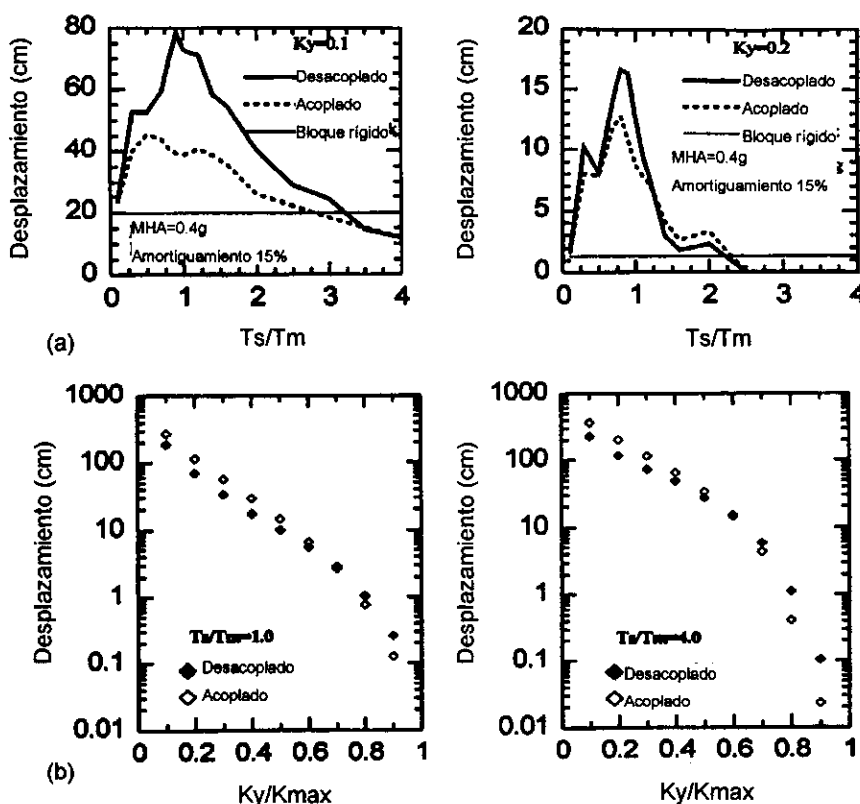 80
60
40
20
0
Desplazamiento (cm)
Ky=0.1
Desacoplado
Acoplado
Bloque rígido
MHA=0.4g
Amortiguamiento 15%
0 1 2 3 4
Ts/Tm
20
15
10
5
0
Desplazamiento (cm)
Ky=0.2
Desacoplado
Acoplado
Bloque rígido
MHA=0.4g
Amortiguamiento 15%
0 1 2 3 4
Ts/Tm
(a)
1000
100
10
1
0.1
0.01
Desplazamiento (cm)
Ts/Tm=1.0
Desacoplado
Acoplado
0 0.2 0.4 0.6 0.8 1
Ky/Kmax
1000
100
10
1
0.1
0.01
Desplazamiento (cm)
Ts/Tm=4.0
Desacoplado
Acoplado
0 0.2 0.4 0.6 0.8 1
Ky/Kmax
(b)